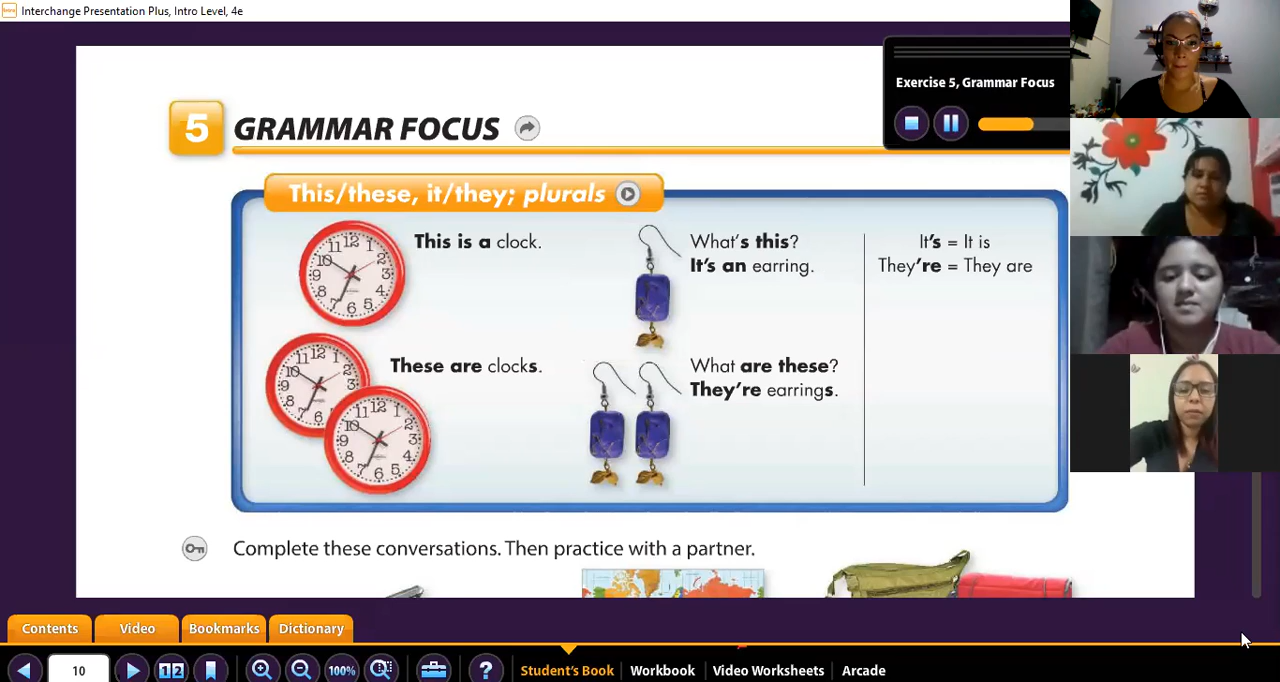 Interchange Presentation Plus, Intro Level, 4e
Exercise 5, Grammar Focus
5 GRAMMAR FOCUS
This/these, it/they; plurals
This is a clock.
What's this?
It's an earring.
It's = It is
They're = They are
These are clocks.
What are these?
They're earrings.
Complete these conversations. Then practice with a partner.
Contents Video Bookmarks Dictionary
10 1 2 100% ? Student's Book Workbook Video Worksheets Arcade